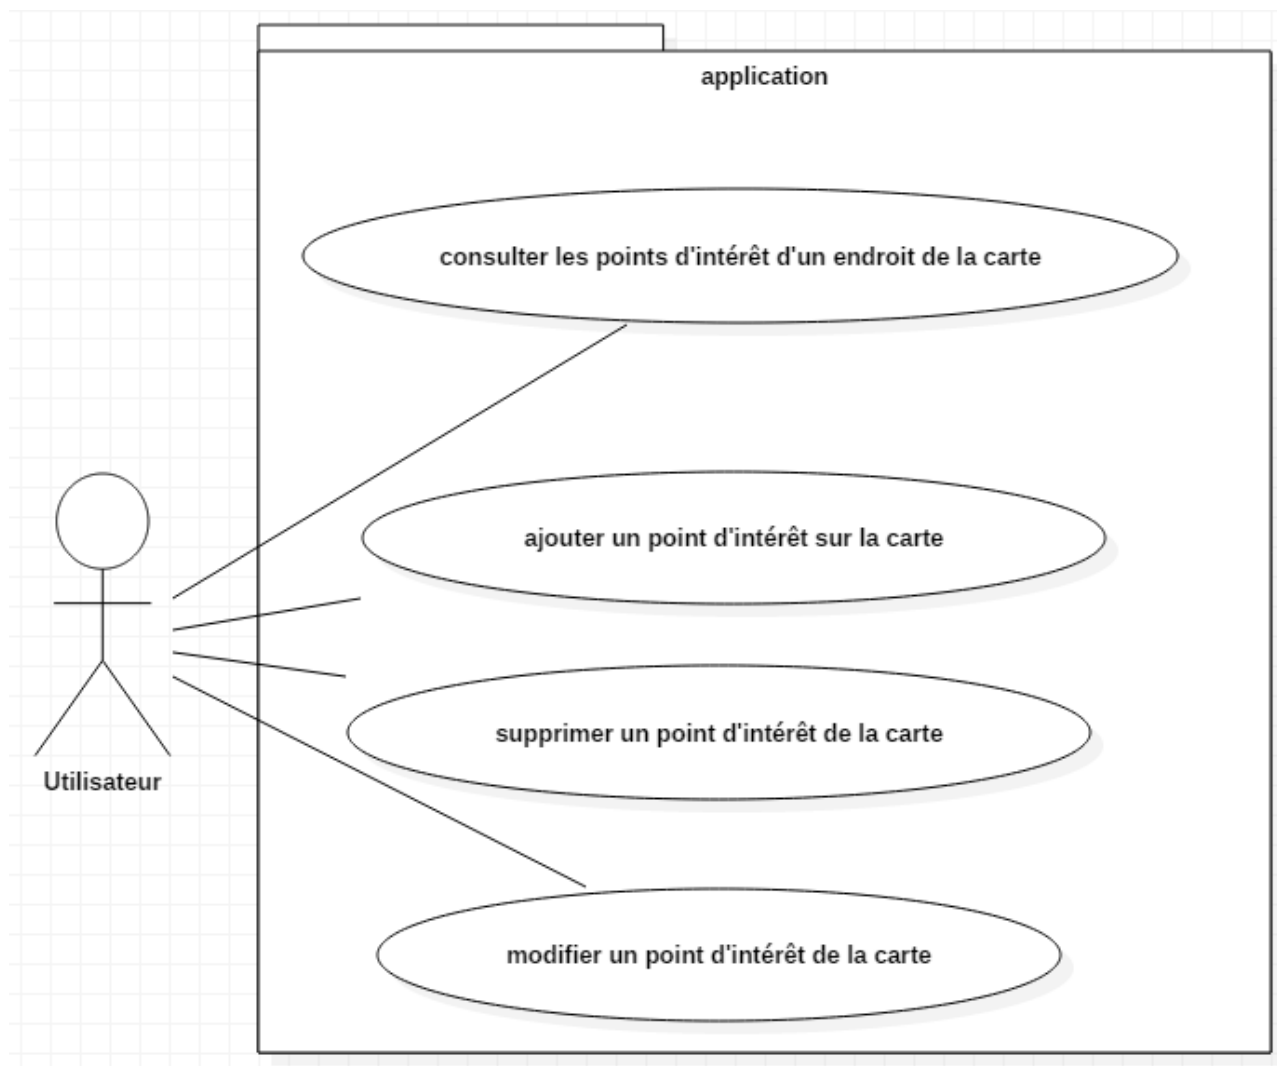 application
consulter les points d'intérêt d'un endroit de la carte
ajouter un point d'intérêt sur la carte
supprimer un point d'intérêt de la carte
Utilisateur
modifier un point d'intérêt de la carte